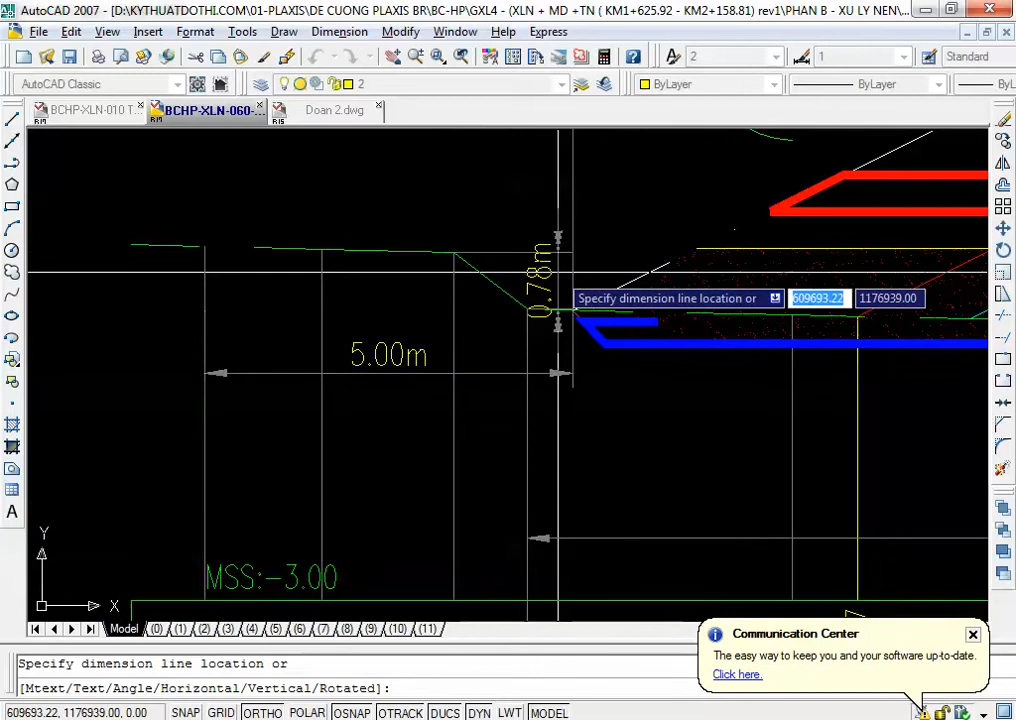 AutoCAD 2007 - [D:\KYTHUATDOTHI.COM\01-PLAXIS\DE CUONG PLAXIS BR\BC-HP\GXL4 - (XLN + MD +TN ( KM1+625.92 - KM2+158.81) rev1\PHAN B - XU LY NEN\...
File Edit View Insert Format Tools Draw Dimension Modify Window Help Express
2 1 Standard
AutoCAD Classic 2 ByLayer ByLayer ByL
BCHP-XLN-010 T... BCHP-XLN-060-... Doan 2.dwg
0.78m
Specify dimension line location or 609693.22 1176939.00
5.00m
MSS:-3.00
Y
X
Model (0) (1) (2) (3) (4) (5) (6) (7) (8) (9) (10) (11)
Communication Center
The easy way to keep you and your software up-to-date.
Click here.
Specify dimension line location or
[Mtext/Text/Angle/Horizontal/Vertical/Rotated]:
609693.22, 1176939.00, 0.00 SNAP GRID ORTHO POLAR OSNAP OTRACK DUCS DYN LWT MODEL